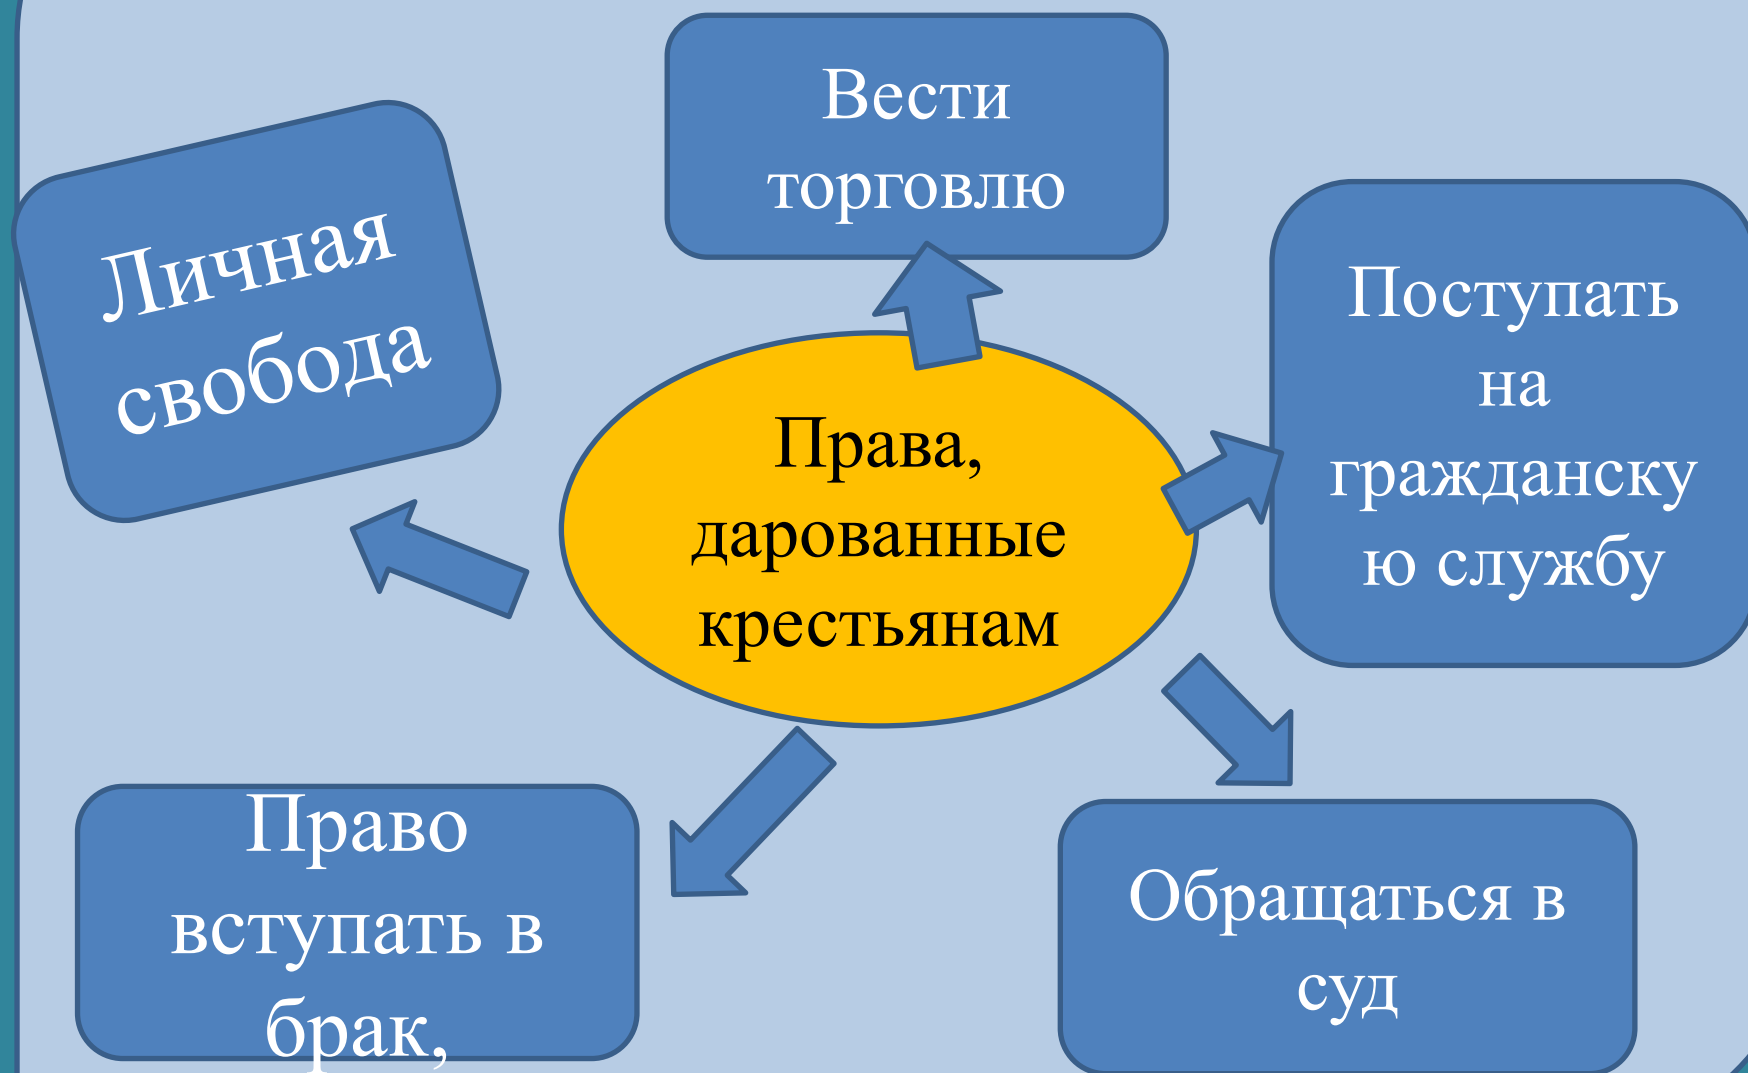 Вести
торговлю
Личная
свобода
Поступать
на
гражданску
ю службу
Права,
дарованные
крестьянам
Право
вступать в
брак,
Обращаться в
суд